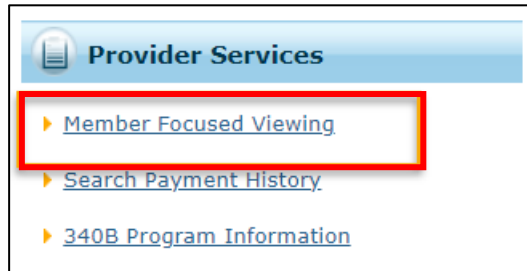 Provider Services
Member Focused Viewing
Search Payment History
340B Program Information